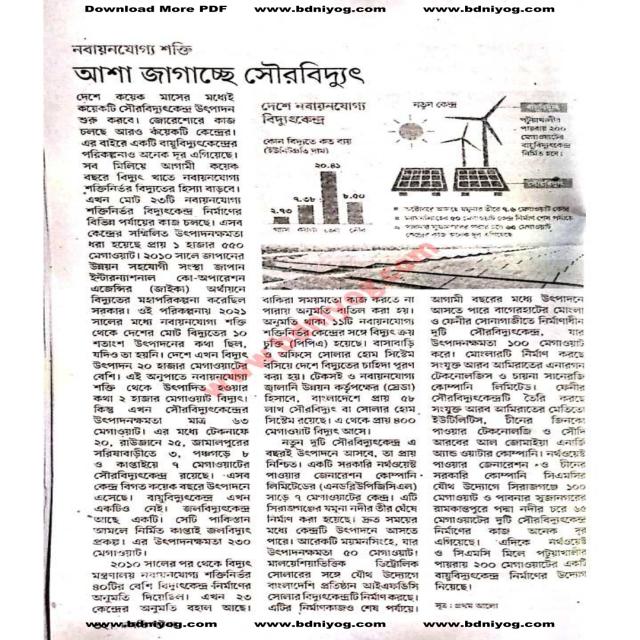 Download More PDF www.bdniyog.com www.bdniyog.com
নবায়নযোগ্য শক্তি
আশা জাগাচ্ছে সৌরবিদ্যুৎ
দেশে কয়েক মাসের মধ্যেই
কয়েকটি সৌরবিদ্যুৎকেন্দ্র উৎপাদন
শুরু করবে। জোরেশোরে কাজ
চলছে আরও কয়েকটি কেন্দ্রের।
এর বাইরে একটি বায়ুবিদ্যুৎকেন্দ্রের
পরিকল্পনাও অনেক দূর এগিয়েছে।
সব মিলিয়ে আগামী কয়েক
বছরে বিদ্যুৎ খাতে নবায়নযোগ্য
শক্তিনির্ভর বিদ্যুতের হিস্যা বাড়বে।
এখন মোট ২৩টি নবায়নযোগ্য
শক্তিনির্ভর বিদ্যুৎকেন্দ্র নির্মাণের
বিভিন্ন পর্যায়ের কাজ চলছে। এসব
কেন্দ্রের সম্মিলিত উৎপাদনক্ষমতা
ধরা হয়েছে প্রায় ১ হাজার ৫৫০
মেগাওয়াট। ২০১০ সালে জাপানের
উন্নয়ন সহযোগী সংস্থা জাপান
ইন্টারন্যাশনাল কো-অপারেশন
এজেন্সির (জাইকা) অর্থায়নে
বিদ্যুতের মহাপরিকল্পনা করেছিল
সরকার। ওই পরিকল্পনায় ২০২১
সালের মধ্যে নবায়নযোগ্য শক্তি
থেকে দেশের মোট বিদ্যুতের ১০
শতাংশ উৎপাদনের কথা ছিল,
যদিও তা হয়নি। দেশে এখন বিদ্যুৎ
উৎপাদন ২০ হাজার মেগাওয়াটের
বেশি। এই অনুপাতে নবায়নযোগ্য
শক্তি থেকে উৎপাদিত হওয়ার
কথা ২ হাজার মেগাওয়াট বিদ্যুৎ।
কিন্তু এখন সৌরবিদ্যুৎকেন্দ্রের
উৎপাদনক্ষমতা মাত্র ৬৩
মেগাওয়াট। এর মধ্যে টেকনাফে
২০, রাউজানে ২৫, জামালপুরের
সরিষাবাড়ীতে ৩, পঞ্চগড়ে ৮
ও কাপ্তাইয়ে ৭ মেগাওয়াটের
সৌরবিদ্যুৎকেন্দ্র রয়েছে। এসব
কেন্দ্র বিগত কয়েক বছরে উৎপাদনে
এসেছে। বায়ুবিদ্যুৎকেন্দ্র এখন
একটিও নেই। জলবিদ্যুৎকেন্দ্র
আছে একটি। সেটি পাকিস্তান
আমলে নির্মিত কাপ্তাই জলবিদ্যুৎ
প্রকল্প। এর উৎপাদনক্ষমতা ২৩০
মেগাওয়াট।
২০১০ সালের পর থেকে বিদ্যুৎ
মন্ত্রণালয় নবায়নযোগ্য শক্তিনির্ভর
৪০টির বেশি বিদ্যুৎকেন্দ্র নির্মাণের
অনুমতি দিয়েছিল। এখন ২৩
কেন্দ্রের অনুমতি বহাল আছে।
দেশে নবায়নযোগ্য
বিদ্যুৎকেন্দ্র
কোন বিদ্যুতে কত ব্যয়
(ইউনিটপ্রতি দাম)
২০.৪১
৭.৩৮
৮.৫০
২.৭৩
নতুন কেন্দ্র
বায়ুবিদ্যুৎ
পটুয়াখালীর
পায়রায় ২০০
মেগাওয়াটের
বায়ুবিদ্যুৎকেন্দ্র
নির্মিত হবে।
বাকিরা সময়মতো কাজ করতে না
পারায় অনুমতি বাতিল করা হয়।
অনুমতি থাকা ১১টি নবায়নযোগ্য
শক্তিনির্ভর কেন্দ্রের সঙ্গে বিদ্যুৎ ক্রয়
চুক্তি (পিপিএ) হয়েছে। বাসাবাড়ি
ও অফিসে সোলার হোম সিস্টেম
বসিয়ে দেশে বিদ্যুতের চাহিদা পূরণ
করা হয়। টেকসই ও নবায়নযোগ্য
জ্বালানি উন্নয়ন কর্তৃপক্ষের (স্রেডা)
হিসাবে, বাংলাদেশে প্রায় ৫৮
লাখ সৌরবিদ্যুৎ বা সোলার হোম
সিস্টেম রয়েছে। এ থেকে প্রায় ৪০০
মেগাওয়াট বিদ্যুৎ আসে।
নতুন দুটি সৌরবিদ্যুৎকেন্দ্র এ
বছরই উৎপাদনে আসবে, তা প্রায়
নিশ্চিত। একটি সরকারি নর্থওয়েস্ট
পাওয়ার জেনারেশন কোম্পানি
লিমিটেডের (এনডব্লিউপিজিসিএল)
সাড়ে ৭ মেগাওয়াট কেন্দ্র। এটি
সিরাজগঞ্জের যমুনা নদীর তীর ঘেঁষে
নির্মাণ করা হয়েছে। দ্রুত সময়ের
মধ্যে কেন্দ্রটি উৎপাদনে আসতে
পারে। আরেকটি ময়মনসিংহে, যার
উৎপাদনক্ষমতা ৫০ মেগাওয়াট।
মালয়েশিয়াভিত্তিক ডিট্রোলিক
সোলারের সঙ্গে যৌথ উদ্যোগে
বাংলাদেশি প্রতিষ্ঠান আইএফডিসি
সোলার বিদ্যুৎকেন্দ্রটি নির্মাণ করছে।
এটির নির্মাণকাজও শেষ পর্যায়ে।
আগামী বছরের মধ্যে উৎপাদনে
আসতে পারে বাগেরহাটের মোংলা
ও ফেনীর সোনাগাজীতে নির্মাণাধীন
দুটি সৌরবিদ্যুৎকেন্দ্র, যার
উৎপাদনক্ষমতা ১০০ মেগাওয়াট
করে। মোংলারটি নির্মাণ করছে
সংযুক্ত আরব আমিরাতের এনারগন
টেকনোলজিস ও চায়না সানেরজি
কোম্পানি লিমিটেড। ফেনীর
সৌরবিদ্যুৎকেন্দ্রটি তৈরি করছে
সংযুক্ত আরব আমিরাতের মেতিতো
ইউটিলিটিস, চীনের জিনকো
পাওয়ার টেকনোলজি ও সৌদি
আরবের আল জোমাইয়া এনার্জি
অ্যান্ড ওয়াটার কোম্পানি। নর্থওয়েস্ট
পাওয়ার জেনারেশন ও চীনের
সরকারি কোম্পানি সিএমসির
যৌথ উদ্যোগে সিরাজগঞ্জে ১০০
মেগাওয়াট ও পাবনার সুজানগরের
রামকান্তপুরে পদ্মা নদীর চরে ৬৫
মেগাওয়াটের দুটি সৌরবিদ্যুৎকেন্দ্র
নির্মাণের কাজ অনেক দূর
এগিয়েছে। এদিকে নর্থওয়েস্ট
ও সিএমসি মিলে পটুয়াখালীর
পায়রায় ২০০ মেগাওয়াটের একটি
বায়ুবিদ্যুৎকেন্দ্র নির্মাণের উদ্যোগ
নিয়েছে।
সূত্র: প্রথম আলো
www.bdniyog.com
www.bdniyog.com www.bdniyog.com www.bdniyog.com